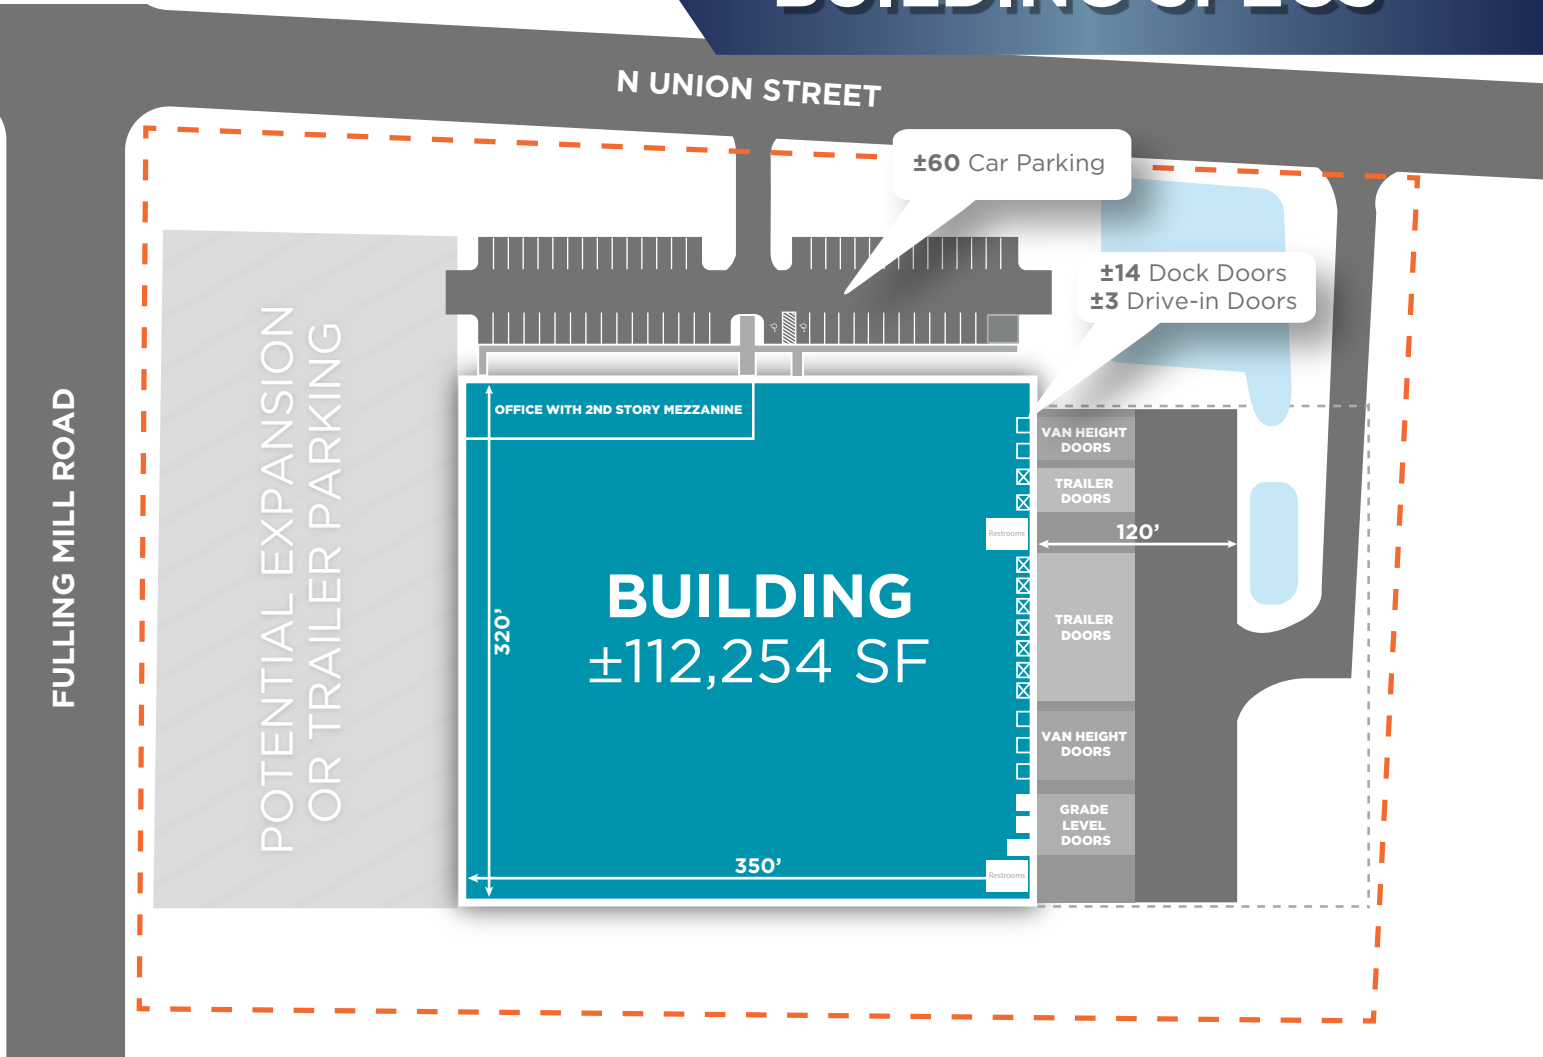 BUILDING SPECS
N UNION STREET
±60 Car Parking
±14 Dock Doors
±3 Drive-in Doors
FULLING MILL ROAD
POTENTIAL EXPANSION
OR TRAILER PARKING
OFFICE WITH 2ND STORY MEZZANINE
VAN HEIGHT
DOORS
TRAILER
DOORS
Restrooms
120’
BUILDING
±112,254 SF
320’
TRAILER
DOORS
VAN HEIGHT
DOORS
GRADE
LEVEL
DOORS
350’
Restrooms